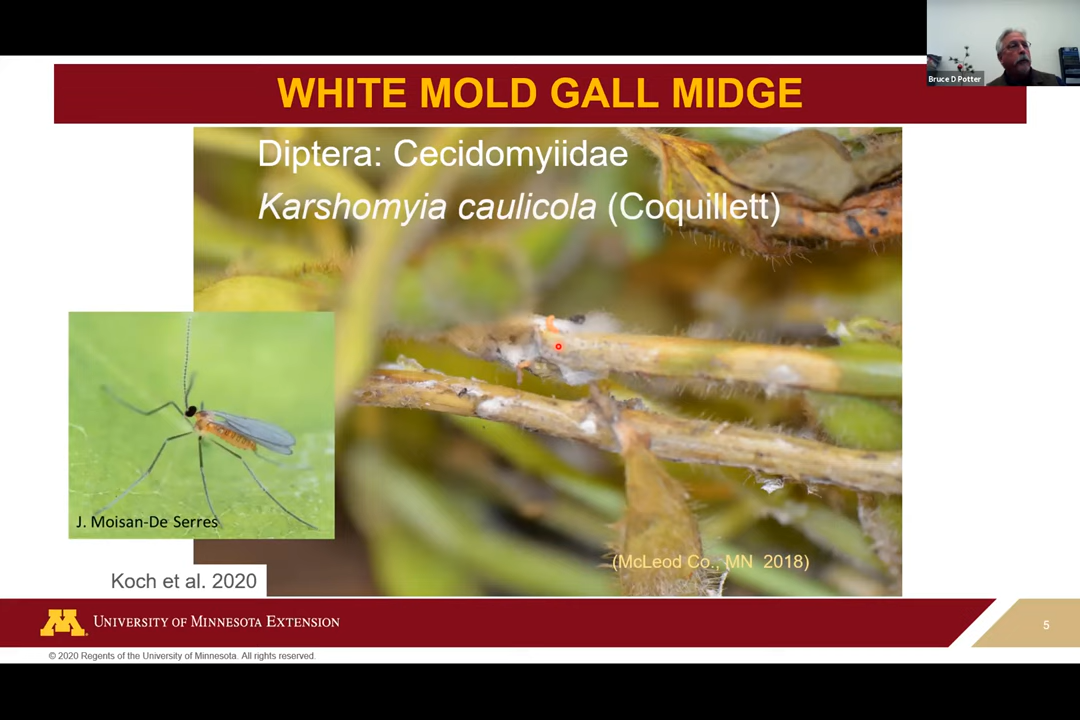 Bruce D Potter
WHITE MOLD GALL MIDGE
Diptera: Cecidomyiidae
Karshomyia caulicola (Coquillett)
J. Moisan-De Serres
(McLeod Co., MN 2018)
Koch et al. 2020
M
UNIVERSITY OF MINNESOTA EXTENSION
5
© 2020 Regents of the University of Minnesota. All rights reserved.